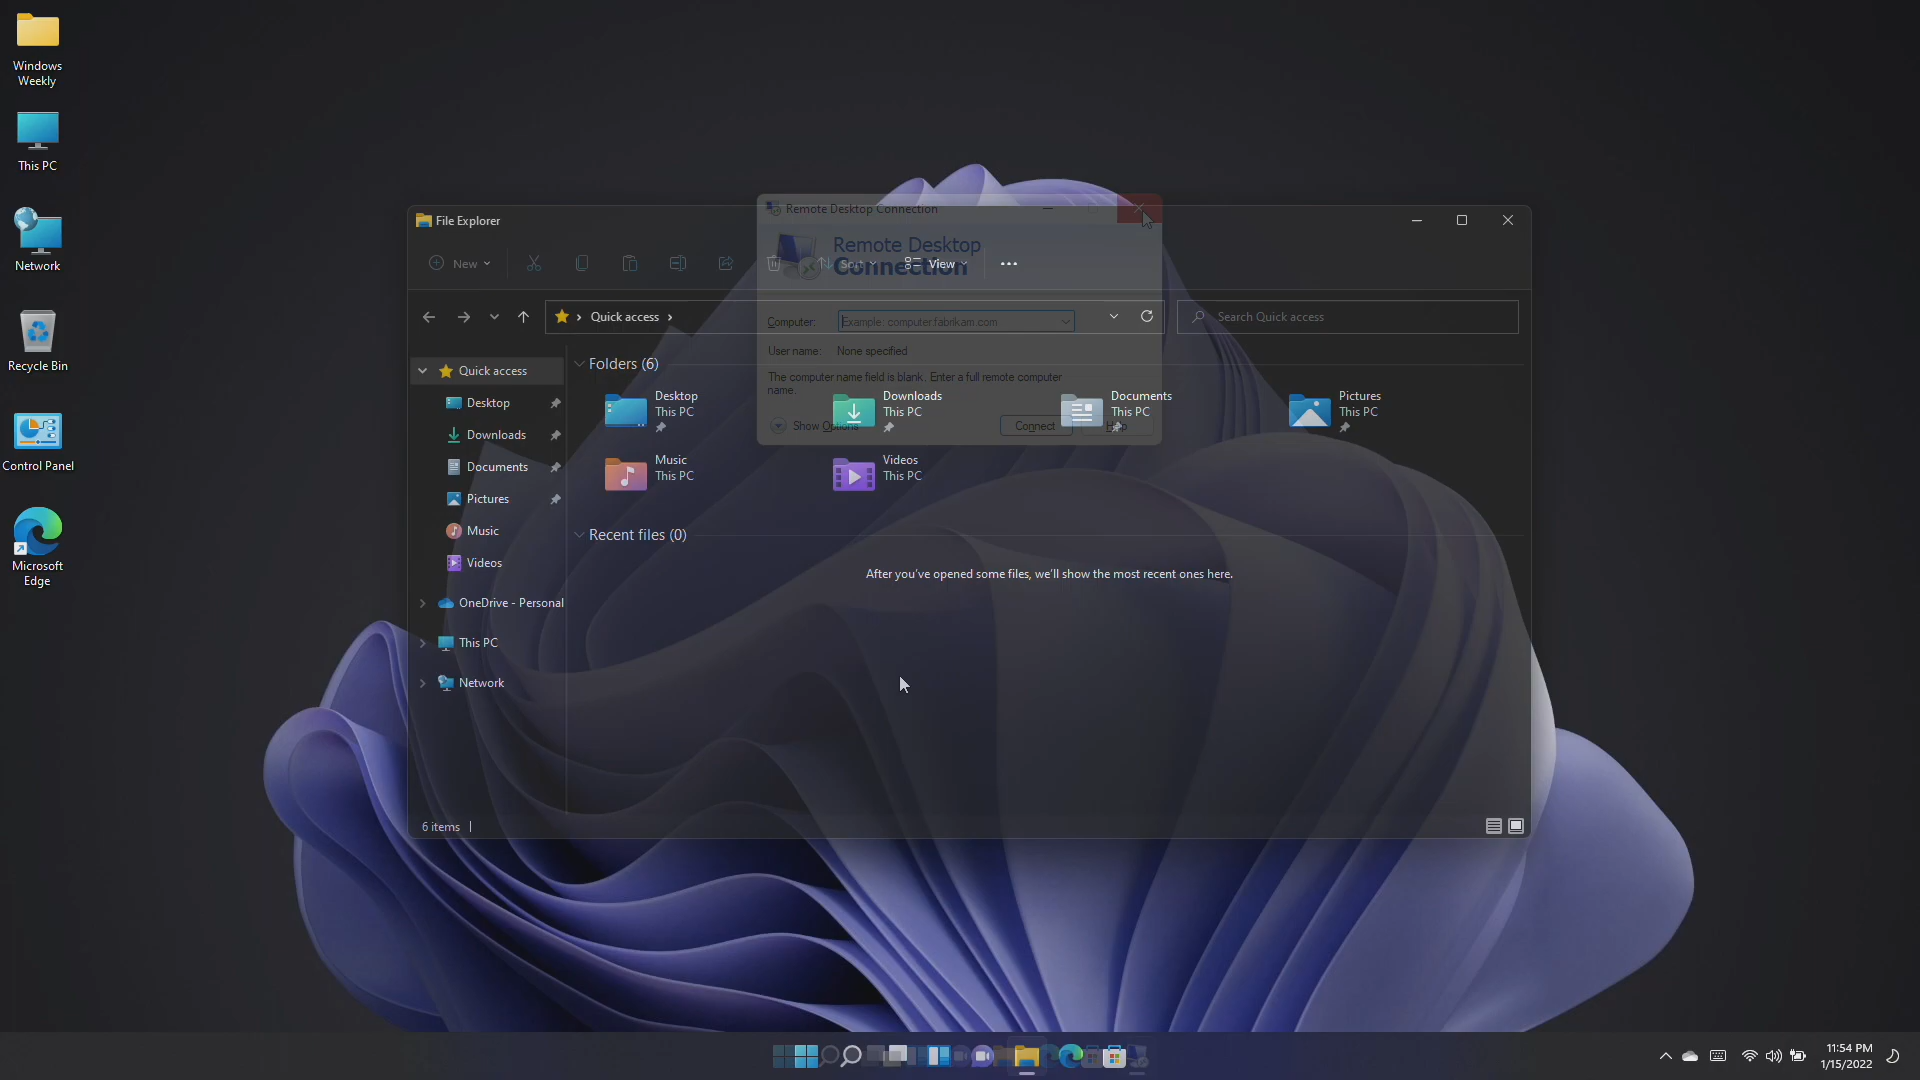 Windows
Weekly
This PC
Network
Recycle Bin
Control Panel
Microsoft
Edge
File Explorer
New
Sort
View
Quick access
Search Quick access
Quick access
Desktop
Downloads
Documents
Pictures
Music
Videos
OneDrive - Personal
This PC
Network
Folders (6)
Desktop
This PC
Downloads
This PC
Documents
This PC
Pictures
This PC
Music
This PC
Videos
This PC
Recent files (0)
After you've opened some files, we'll show the most recent ones here.
6 items
Remote Desktop Connection
Remote Desktop
Connection
Computer:
Example: computer.fabrikam.com
User name:
None specified
The computer name field is blank. Enter a full remote computer
name.
Show Options
Connect
Help
11:54 PM
1/15/2022